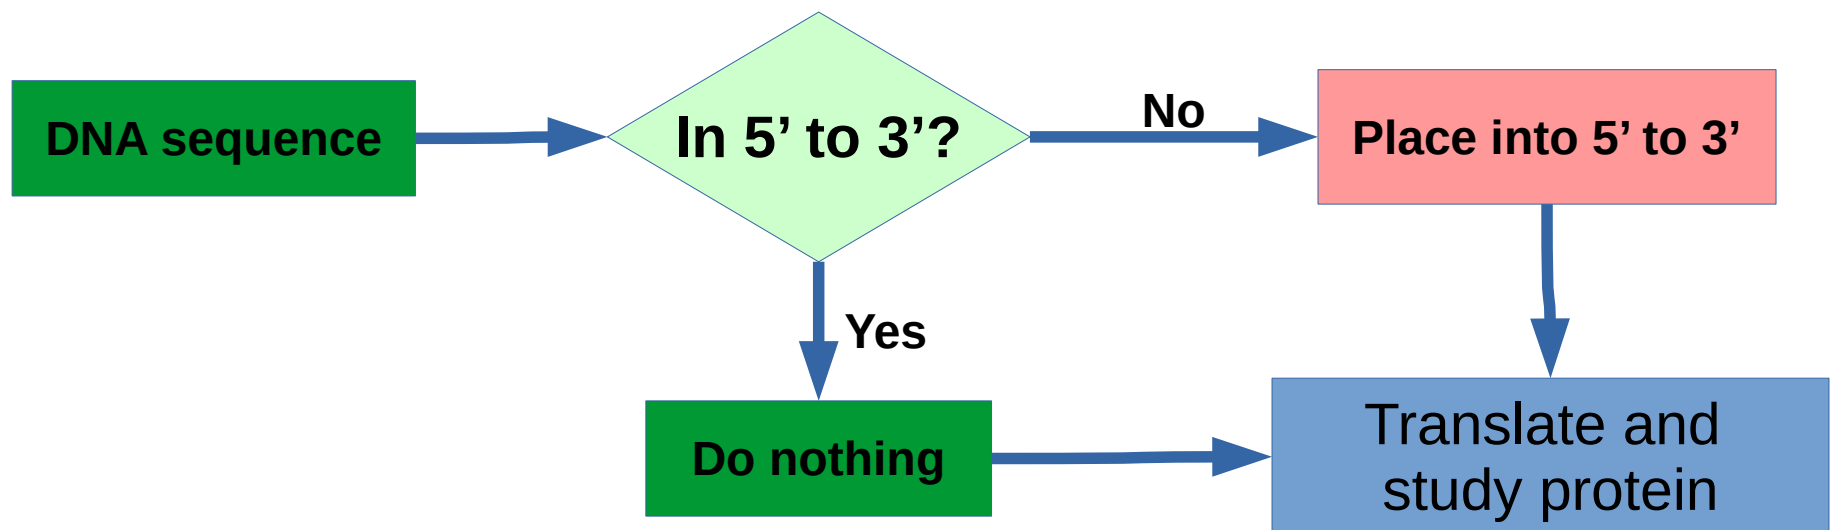 DNA sequence
In 5’ to 3’?
No
Place into 5’ to 3’
Yes
Do nothing
Translate and
study protein